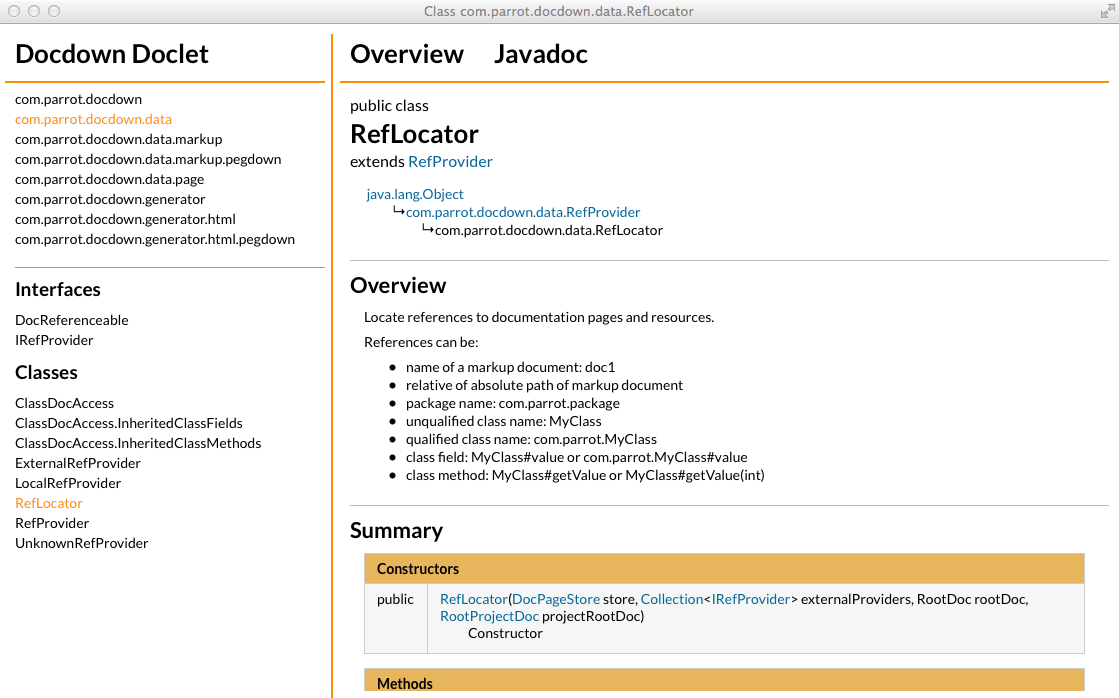 Class com.parrot.docdown.data.RefLocator
Docdown Doclet
com.parrot.docdown
com.parrot.docdown.data
com.parrot.docdown.data.markup
com.parrot.docdown.data.markup.pegdown
com.parrot.docdown.data.page
com.parrot.docdown.generator
com.parrot.docdown.generator.html
com.parrot.docdown.generator.html.pegdown
Interfaces
DocReferenceable
IRefProvider
Classes
ClassDocAccess
ClassDocAccess.InheritedClassFields
ClassDocAccess.InheritedClassMethods
ExternalRefProvider
LocalRefProvider
RefLocator
RefProvider
UnknownRefProvider
Overview Javadoc
public class
RefLocator
extends RefProvider
java.lang.Object
↳com.parrot.docdown.data.RefProvider
↳com.parrot.docdown.data.RefLocator
Overview
Locate references to documentation pages and resources.
References can be:
• name of a markup document: doc1
• relative of absolute path of markup document
• package name: com.parrot.package
• unqualified class name: MyClass
• qualified class name: com.parrot.MyClass
• class field: MyClass#value or com.parrot.MyClass#value
• class method: MyClass#getValue or MyClass#getValue(int)
Summary
Constructors
public RefLocator(DocPageStore store, Collection<IRefProvider> externalProviders, RootDoc rootDoc,
RootProjectDoc projectRootDoc)
Constructor
Methods